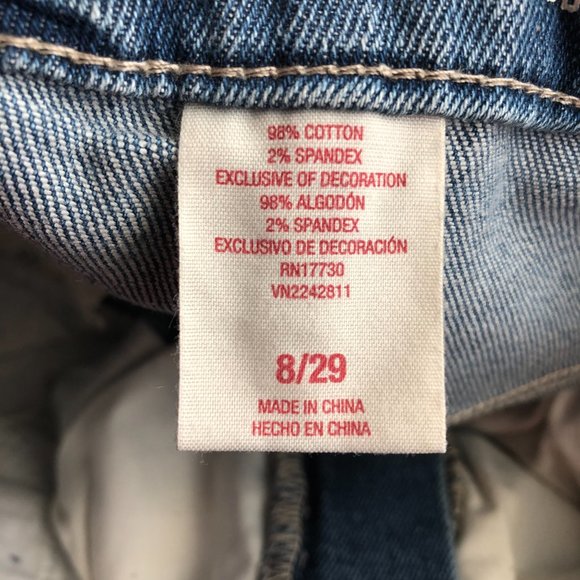 98% COTTON
2% SPANDEX
EXCLUSIVE OF DECORATION
98% ALGODÓN
2% SPANDEX
EXCLUSIVO DE DECORACIÓN
RN17730
VN2242811
8/29
MADE IN CHINA
HECHO EN CHINA